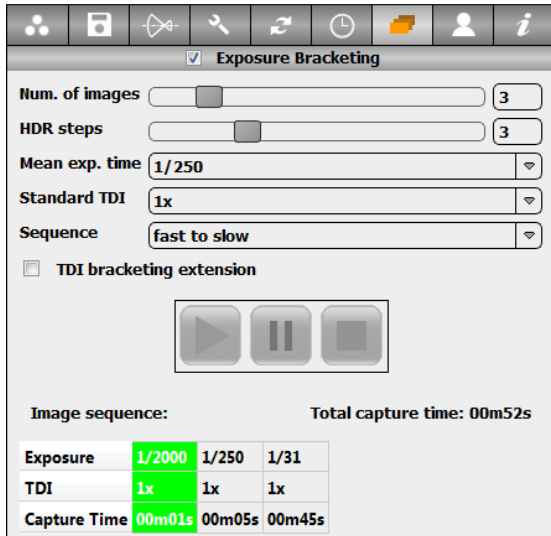 i
Exposure Bracketing
Num. of images 3
HDR steps 3
Mean exp. time 1/250
Standard TDI 1x
Sequence fast to slow
TDI bracketing extension
Image sequence: Total capture time: 00m52s
Exposure 1/2000 1/250 1/31
TDI 1x 1x 1x
Capture Time 00m01s 00m05s 00m45s